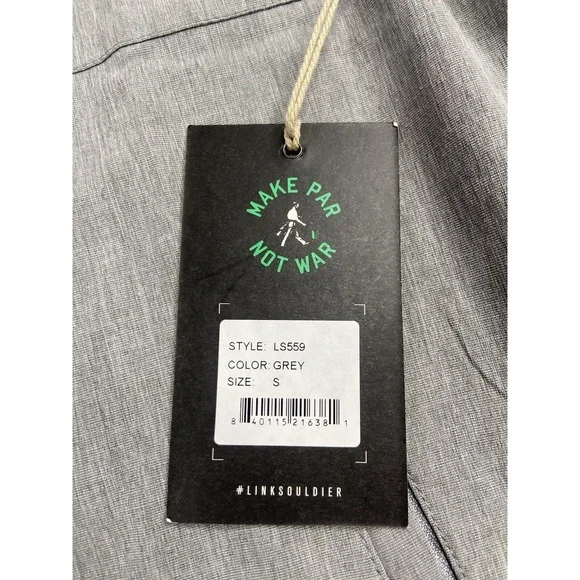 MAKE PAR
NOT WAR
STYLE: LS559
COLOR: GREY
SIZE: S
8 40115 21638 1
#LINKSOULDIER